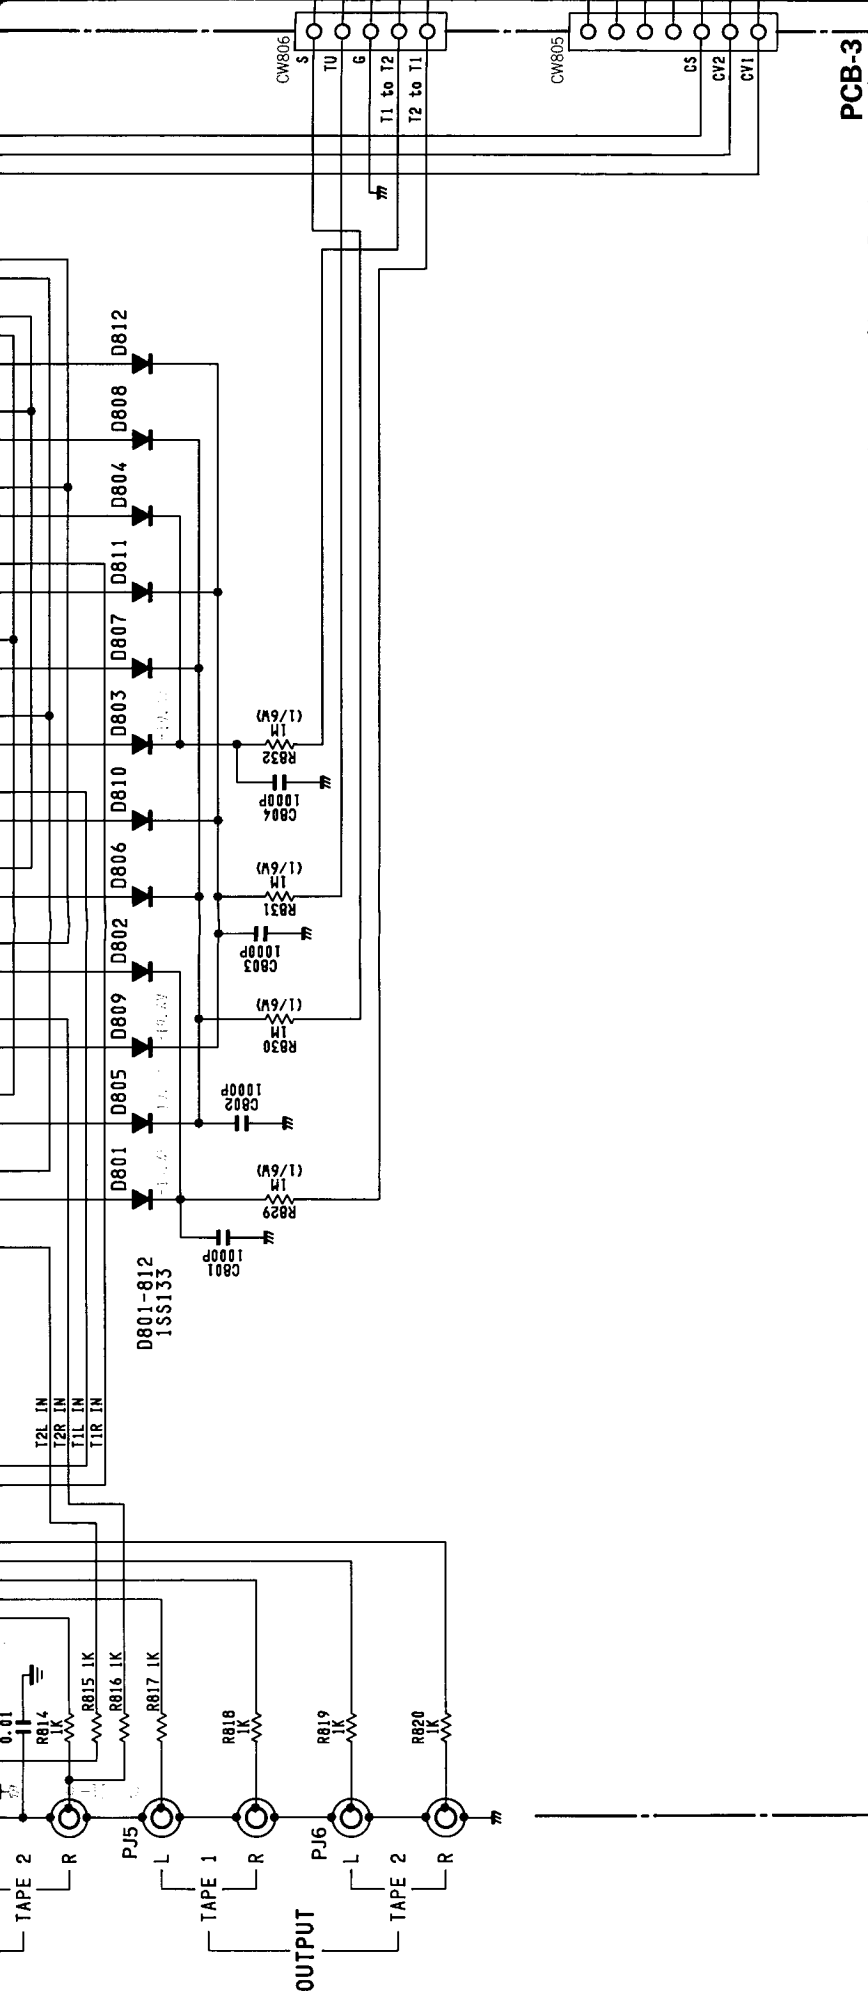 CW806
S
TU
G
T1 to T2
T2 to T1
CW805
CS
CV2
CV1
PCB-3
D812
D808
D804
D811
D807
D803
(1/6W)
1M
R832
D810
1000P
C804
D806
(1/6W)
1M
R831
D802
1000P
C803
D809
(1/6W)
1M
R830
D805
1000P
C802
D801
(1/6W)
1M
R829
1000P
C801
D801-812
1SS133
T2L IN
T2R IN
T1L IN
T1R IN
0.01
R814
1K
R815 1K
R816 1K
R817 1K
R818
1K
R819
1K
R820
1K
PJ5
PJ6
TAPE 2
R
L
TAPE 1
R
L
TAPE 2
R
OUTPUT